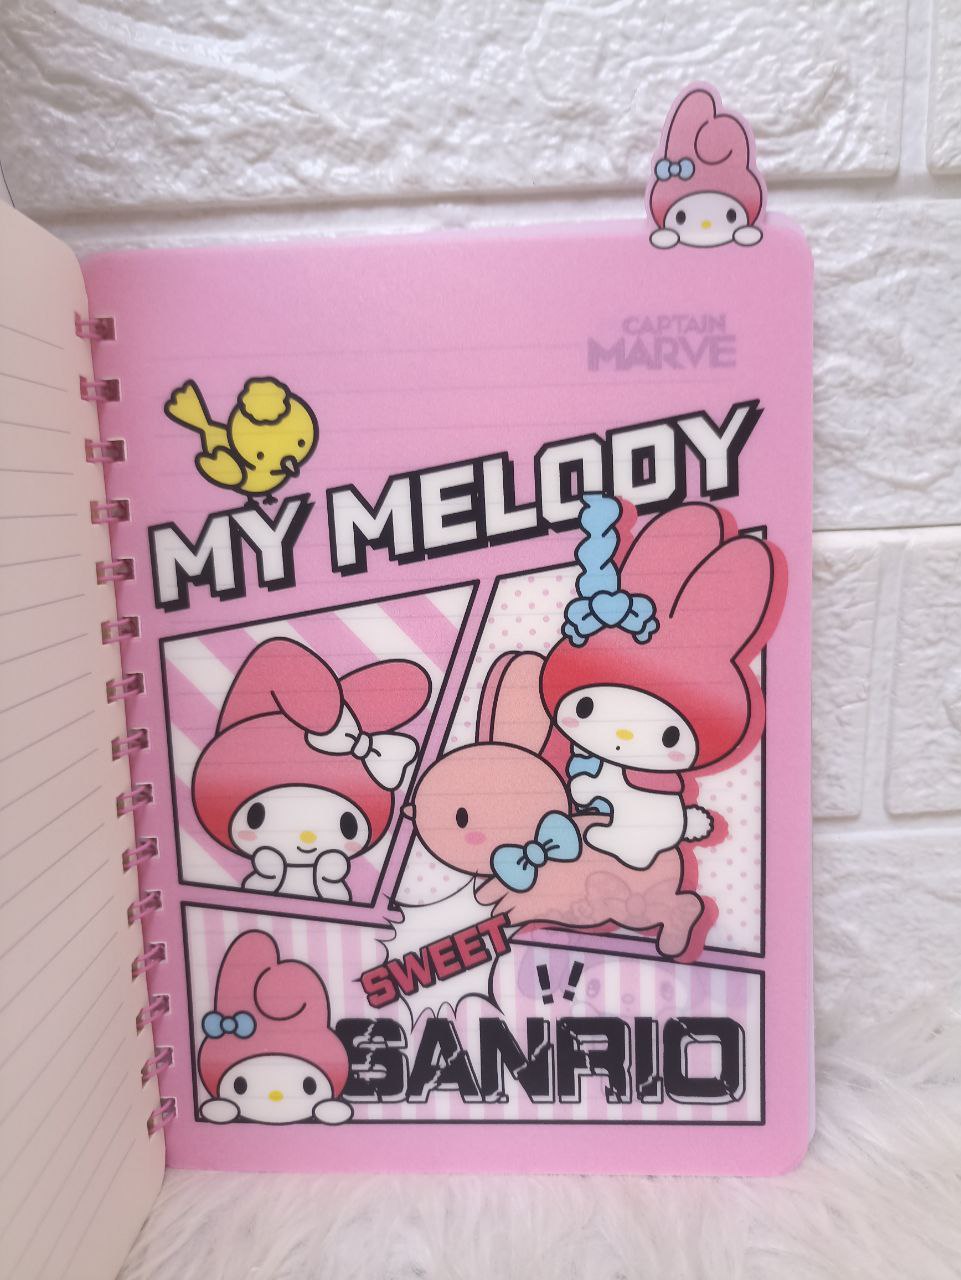 CAPTAIN
MARVE
MY MELODY
SWEET
!!
SANRIO